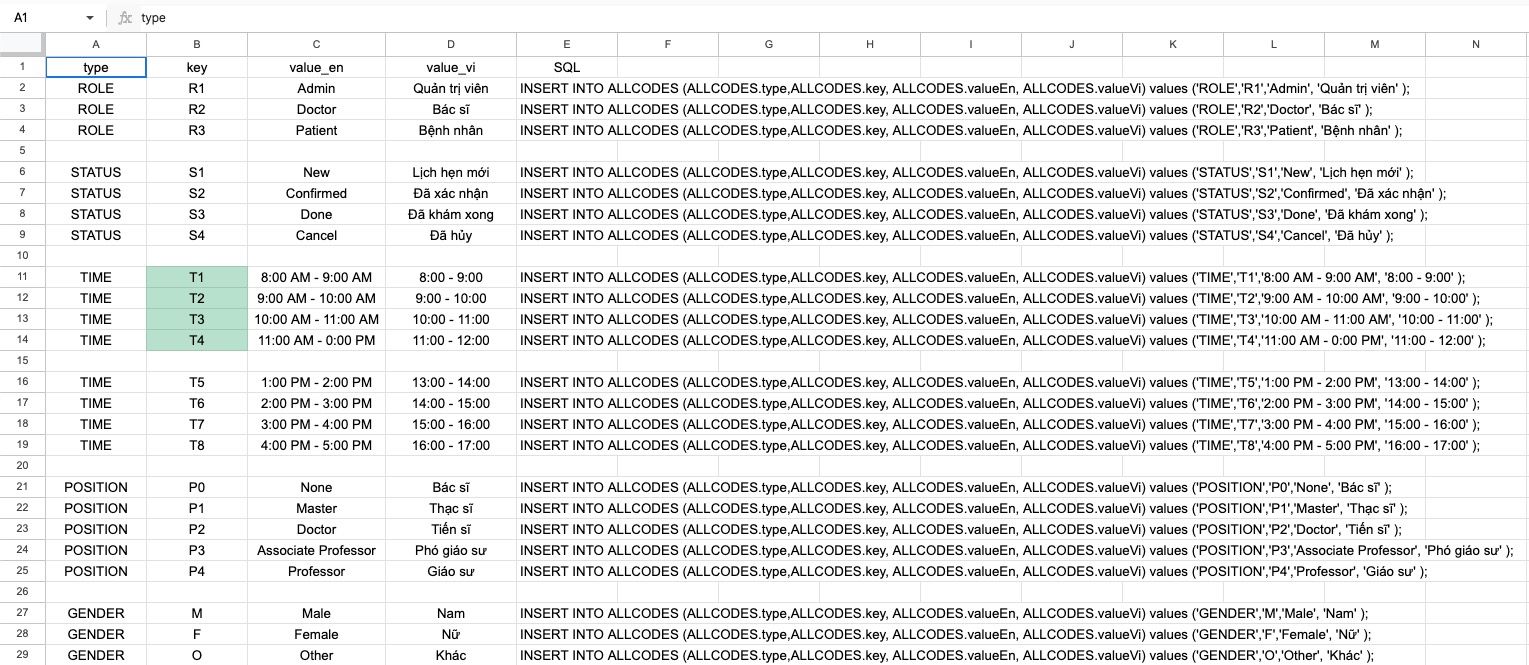 A1 fx type
A B C D E F G H I J K L M N
1 type key value_en value_vi SQL
2 ROLE R1 Admin Quản trị viên INSERT INTO ALLCODES (ALLCODES.type,ALLCODES.key, ALLCODES.valueEn, ALLCODES.valueVi) values ('ROLE','R1','Admin', 'Quản trị viên' );
3 ROLE R2 Doctor Bác sĩ INSERT INTO ALLCODES (ALLCODES.type,ALLCODES.key, ALLCODES.valueEn, ALLCODES.valueVi) values ('ROLE','R2','Doctor', 'Bác sĩ' );
4 ROLE R3 Patient Bệnh nhân INSERT INTO ALLCODES (ALLCODES.type,ALLCODES.key, ALLCODES.valueEn, ALLCODES.valueVi) values ('ROLE','R3','Patient', 'Bệnh nhân' );
5
6 STATUS S1 New Lịch hẹn mới INSERT INTO ALLCODES (ALLCODES.type,ALLCODES.key, ALLCODES.valueEn, ALLCODES.valueVi) values ('STATUS','S1','New', 'Lịch hẹn mới' );
7 STATUS S2 Confirmed Đã xác nhận INSERT INTO ALLCODES (ALLCODES.type,ALLCODES.key, ALLCODES.valueEn, ALLCODES.valueVi) values ('STATUS','S2','Confirmed', 'Đã xác nhận' );
8 STATUS S3 Done Đã khám xong INSERT INTO ALLCODES (ALLCODES.type,ALLCODES.key, ALLCODES.valueEn, ALLCODES.valueVi) values ('STATUS','S3','Done', 'Đã khám xong' );
9 STATUS S4 Cancel Đã hủy INSERT INTO ALLCODES (ALLCODES.type,ALLCODES.key, ALLCODES.valueEn, ALLCODES.valueVi) values ('STATUS','S4','Cancel', 'Đã hủy' );
10
11 TIME T1 8:00 AM - 9:00 AM 8:00 - 9:00 INSERT INTO ALLCODES (ALLCODES.type,ALLCODES.key, ALLCODES.valueEn, ALLCODES.valueVi) values ('TIME','T1','8:00 AM - 9:00 AM', '8:00 - 9:00' );
12 TIME T2 9:00 AM - 10:00 AM 9:00 - 10:00 INSERT INTO ALLCODES (ALLCODES.type,ALLCODES.key, ALLCODES.valueEn, ALLCODES.valueVi) values ('TIME','T2','9:00 AM - 10:00 AM', '9:00 - 10:00' );
13 TIME T3 10:00 AM - 11:00 AM 10:00 - 11:00 INSERT INTO ALLCODES (ALLCODES.type,ALLCODES.key, ALLCODES.valueEn, ALLCODES.valueVi) values ('TIME','T3','10:00 AM - 11:00 AM', '10:00 - 11:00' );
14 TIME T4 11:00 AM - 0:00 PM 11:00 - 12:00 INSERT INTO ALLCODES (ALLCODES.type,ALLCODES.key, ALLCODES.valueEn, ALLCODES.valueVi) values ('TIME','T4','11:00 AM - 0:00 PM', '11:00 - 12:00' );
15
16 TIME T5 1:00 PM - 2:00 PM 13:00 - 14:00 INSERT INTO ALLCODES (ALLCODES.type,ALLCODES.key, ALLCODES.valueEn, ALLCODES.valueVi) values ('TIME','T5','1:00 PM - 2:00 PM', '13:00 - 14:00' );
17 TIME T6 2:00 PM - 3:00 PM 14:00 - 15:00 INSERT INTO ALLCODES (ALLCODES.type,ALLCODES.key, ALLCODES.valueEn, ALLCODES.valueVi) values ('TIME','T6','2:00 PM - 3:00 PM', '14:00 - 15:00' );
18 TIME T7 3:00 PM - 4:00 PM 15:00 - 16:00 INSERT INTO ALLCODES (ALLCODES.type,ALLCODES.key, ALLCODES.valueEn, ALLCODES.valueVi) values ('TIME','T7','3:00 PM - 4:00 PM', '15:00 - 16:00' );
19 TIME T8 4:00 PM - 5:00 PM 16:00 - 17:00 INSERT INTO ALLCODES (ALLCODES.type,ALLCODES.key, ALLCODES.valueEn, ALLCODES.valueVi) values ('TIME','T8','4:00 PM - 5:00 PM', '16:00 - 17:00' );
20
21 POSITION P0 None Bác sĩ INSERT INTO ALLCODES (ALLCODES.type,ALLCODES.key, ALLCODES.valueEn, ALLCODES.valueVi) values ('POSITION','P0','None', 'Bác sĩ' );
22 POSITION P1 Master Thạc sĩ INSERT INTO ALLCODES (ALLCODES.type,ALLCODES.key, ALLCODES.valueEn, ALLCODES.valueVi) values ('POSITION','P1','Master', 'Thạc sĩ' );
23 POSITION P2 Doctor Tiến sĩ INSERT INTO ALLCODES (ALLCODES.type,ALLCODES.key, ALLCODES.valueEn, ALLCODES.valueVi) values ('POSITION','P2','Doctor', 'Tiến sĩ' );
24 POSITION P3 Associate Professor Phó giáo sư INSERT INTO ALLCODES (ALLCODES.type,ALLCODES.key, ALLCODES.valueEn, ALLCODES.valueVi) values ('POSITION','P3','Associate Professor', 'Phó giáo sư' );
25 POSITION P4 Professor Giáo sư INSERT INTO ALLCODES (ALLCODES.type,ALLCODES.key, ALLCODES.valueEn, ALLCODES.valueVi) values ('POSITION','P4','Professor', 'Giáo sư' );
26
27 GENDER M Male Nam INSERT INTO ALLCODES (ALLCODES.type,ALLCODES.key, ALLCODES.valueEn, ALLCODES.valueVi) values ('GENDER','M','Male', 'Nam' );
28 GENDER F Female Nữ INSERT INTO ALLCODES (ALLCODES.type,ALLCODES.key, ALLCODES.valueEn, ALLCODES.valueVi) values ('GENDER','F','Female', 'Nữ' );
29 GENDER O Other Khác INSERT INTO ALLCODES (ALLCODES.type,ALLCODES.key, ALLCODES.valueEn, ALLCODES.valueVi) values ('GENDER','O','Other', 'Khác' );